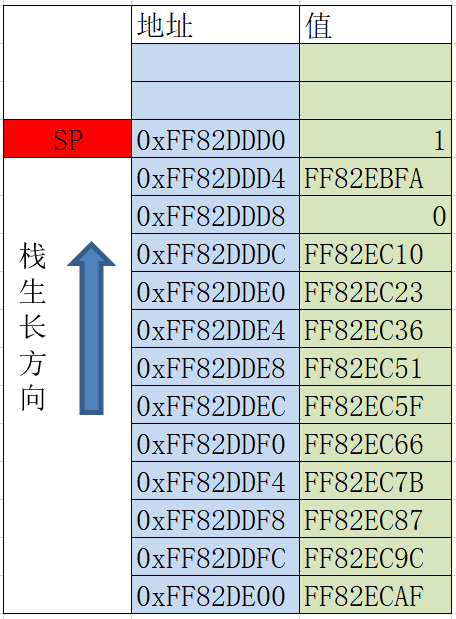 地址 值
SP 0xFF82DDD0 1
0xFF82DDD4 FF82EBFA
0xFF82DDD8 0
0xFF82DDDC FF82EC10
0xFF82DDE0 FF82EC23
0xFF82DDE4 FF82EC36
0xFF82DDE8 FF82EC51
0xFF82DDEC FF82EC5F
0xFF82DDF0 FF82EC66
0xFF82DDF4 FF82EC7B
0xFF82DDF8 FF82EC87
0xFF82DDFC FF82EC9C
0xFF82DE00 FF82ECAF
栈生长方向